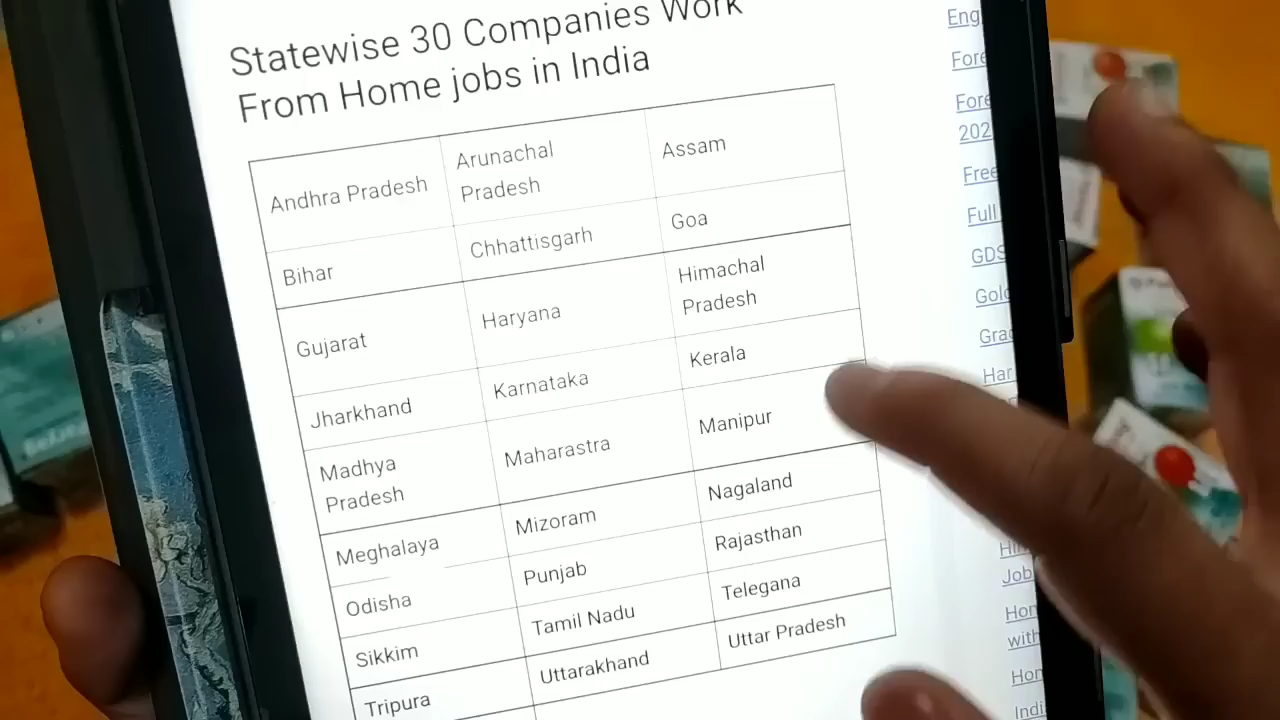 Statewise 30 Companies Work
From Home jobs in India
Andhra Pradesh
Arunachal
Pradesh
Assam
Bihar
Chhattisgarh
Goa
Gujarat
Haryana
Himachal
Pradesh
Jharkhand
Karnataka
Kerala
Madhya
Pradesh
Maharastra
Manipur
Meghalaya
Mizoram
Nagaland
Odisha
Punjab
Rajasthan
Sikkim
Tamil Nadu
Telegana
Tripura
Uttarakhand
Uttar Pradesh
Eng
Fore
Fore
202
Free
Full
GDS
Gold
Grad
Har
Hin
Job
Hon
with
Hon
Indi